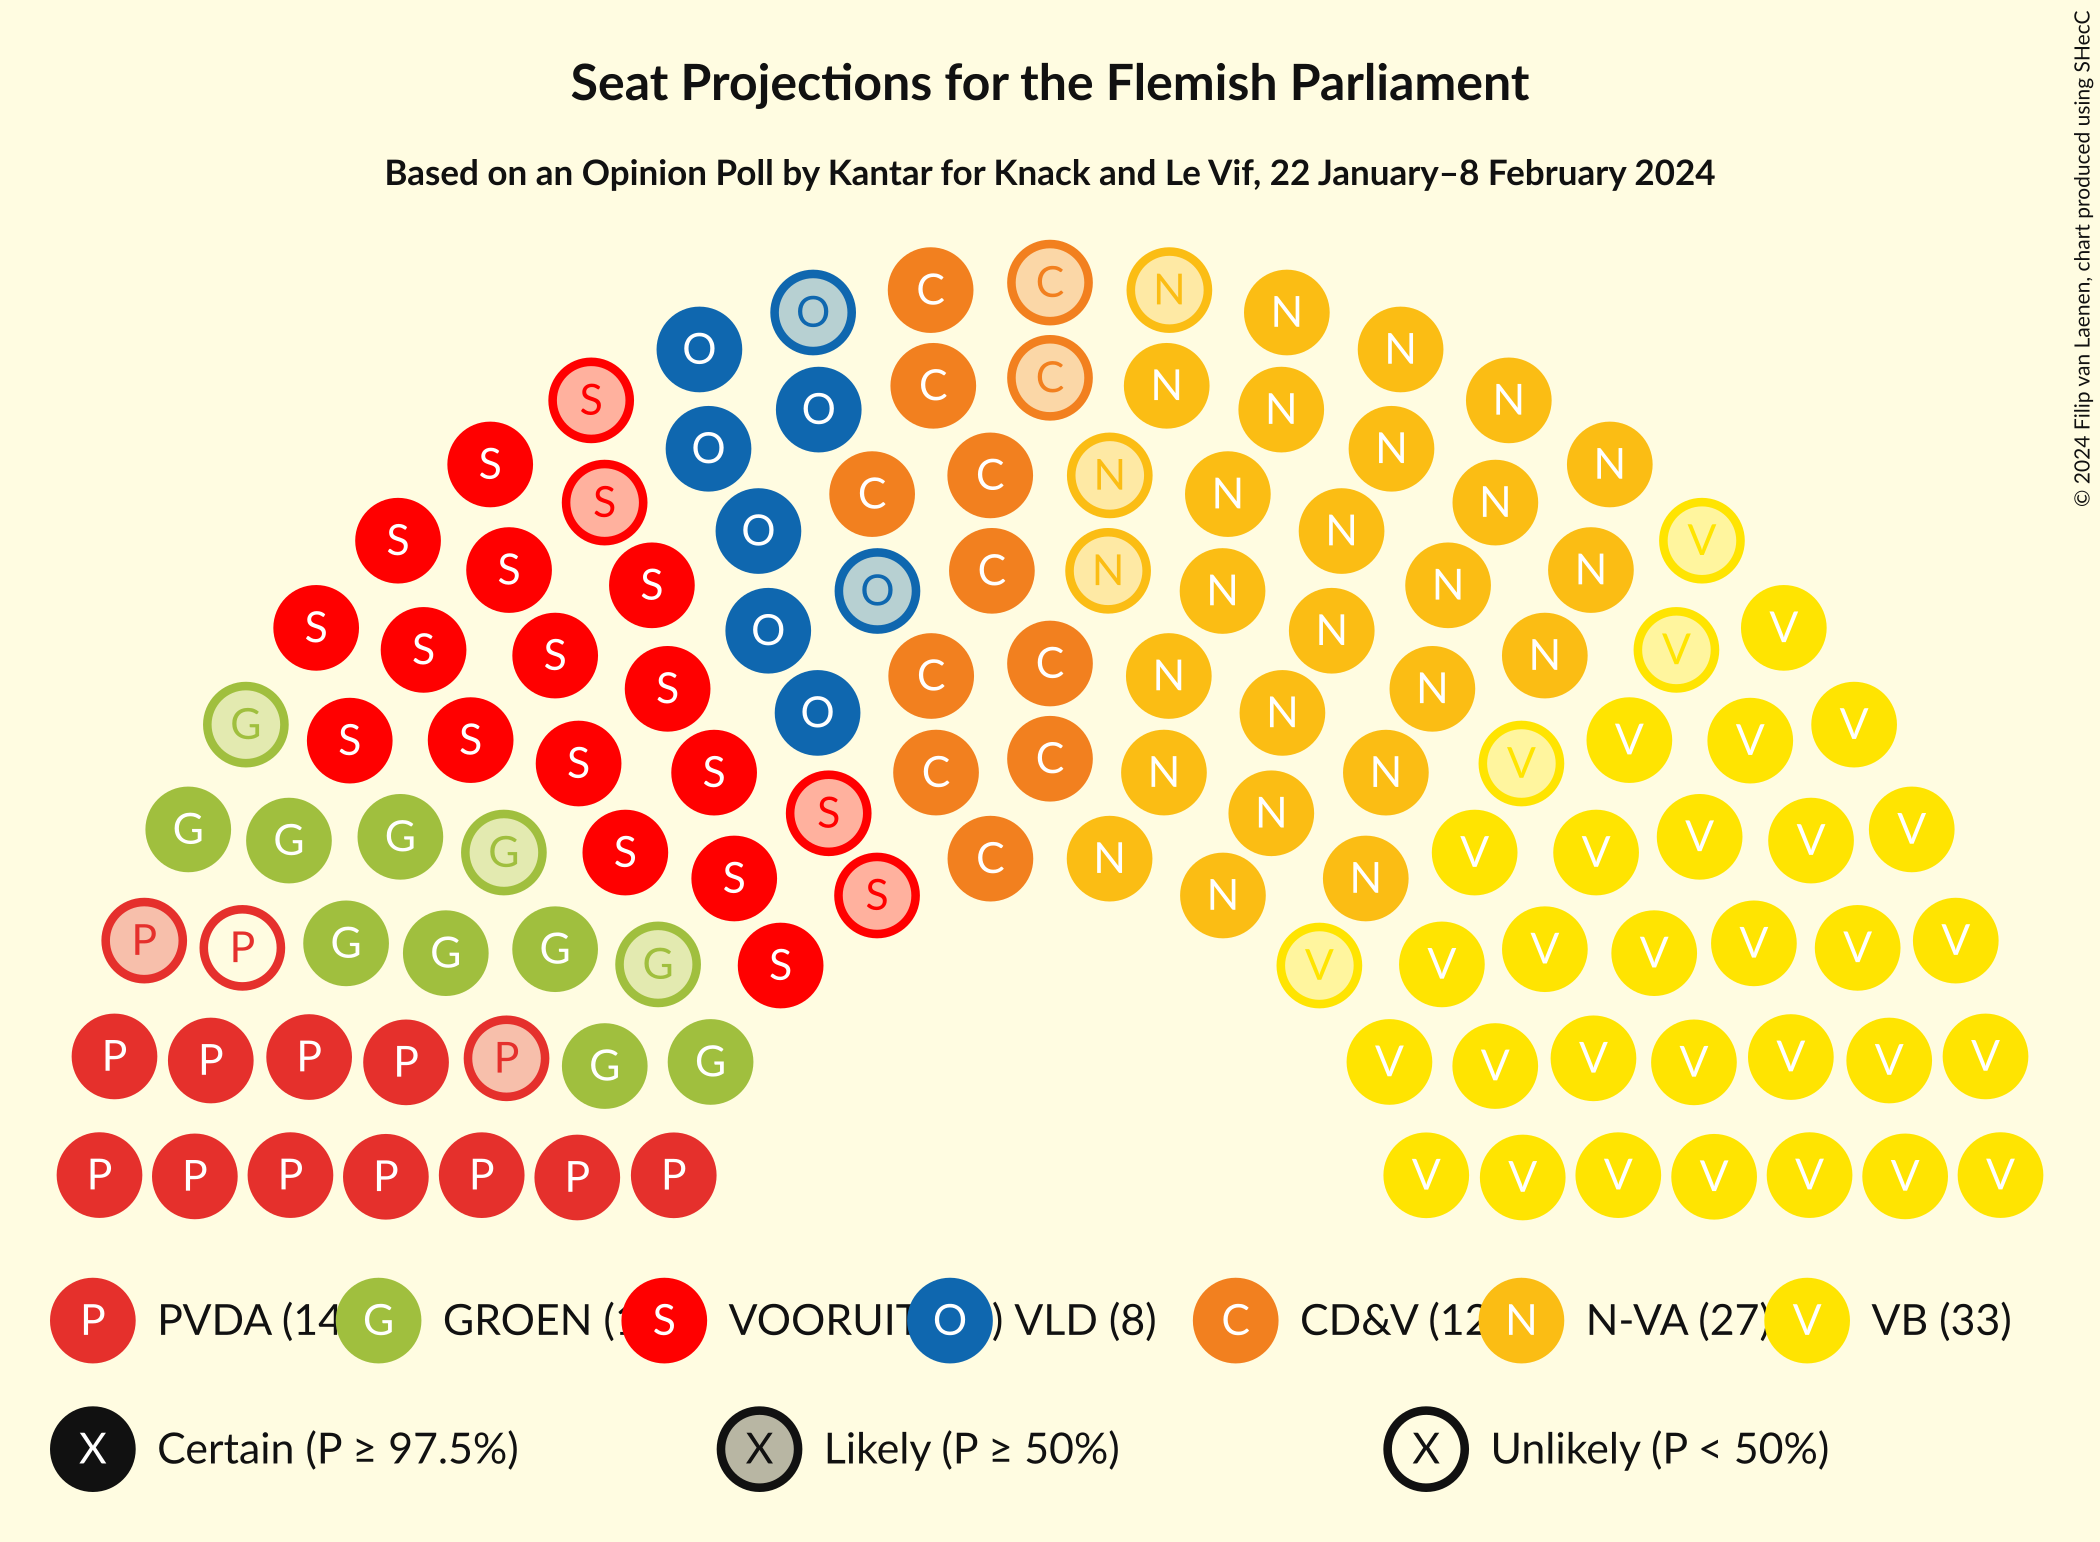 Seat Projections for the Flemish Parliament
Based on an Opinion Poll by Kantar for Knack and Le Vif, 22 January–8 February 2024
© 2024 Filip van Laenen, chart produced using SHecC
O C C N N
O C C N N
S O C C N N N
S S O O C N N N N
S S S O C C N N N N V
S S S S O C N N N N V V
G S S S S O C C N N N V V V V
G G G G S S S S C N N N N V V V V V
P P G G G G S V V V V V V V
P P P P P G G V V V V V V V
P P P P P P P V V V V V V V
P PVDA (14 G GROEN ( S VOORUIT O ) VLD (8) C CD&V (12 N N-VA (27) V VB (33)
X Certain (P ≥ 97.5%) X Likely (P ≥ 50%) X Unlikely (P < 50%)